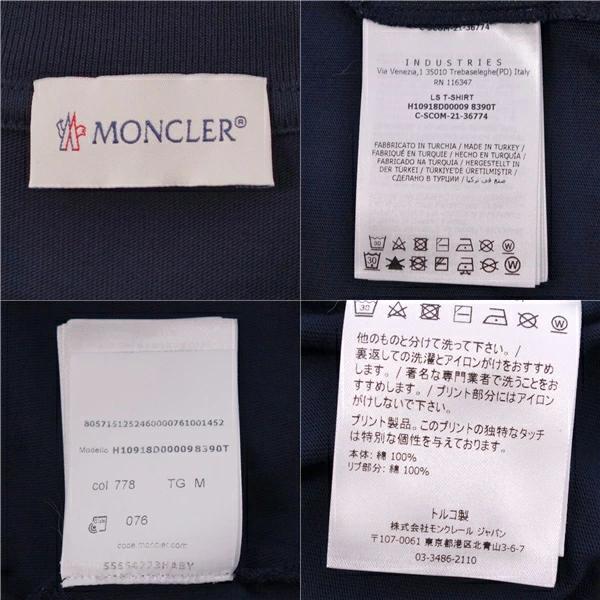 MONCLER®
INDUSTRIES
Via Venezia,1 35010 Trebaseleghe(PD) Italy
RN 116347
LS T-SHIRT
H10918D00009 8390T
C-SCOM-21-36774
FABBRICATO IN TURCHIA / MADE IN TURKEY /
FABRIQUÉ EN TURQUIE / HECHO EN TURQUÍA /
FABRICADO NA TURQUIA / HERGESTELLT IN
DER TÜRKEI / TÜRKIYE'DE ÜRETILMIŞTIR /
СДЕЛАНО В ТУРЦИИ / صنع في تركيا
30
30
8057151252460000761001452
Modello H10918D000098390T
col 778 TG M
076
code.moncler.com
他のものと分けて洗って下さい。/
裏返しての洗濯とアイロンがけをおすすめ
します。/ 著名な専門業者で洗うことをお
すすめします。/ プリント部分にはアイロ
ンがけしないで下さい。/
プリント製品。このプリントの独特なタッチ
は特別な個性を与えております。
本体: 綿 100%
リブ部分: 綿 100%
トルコ製
株式会社モンクレール ジャパン
〒107-0061 東京都港区北青山3-6-7
03-3486-2110